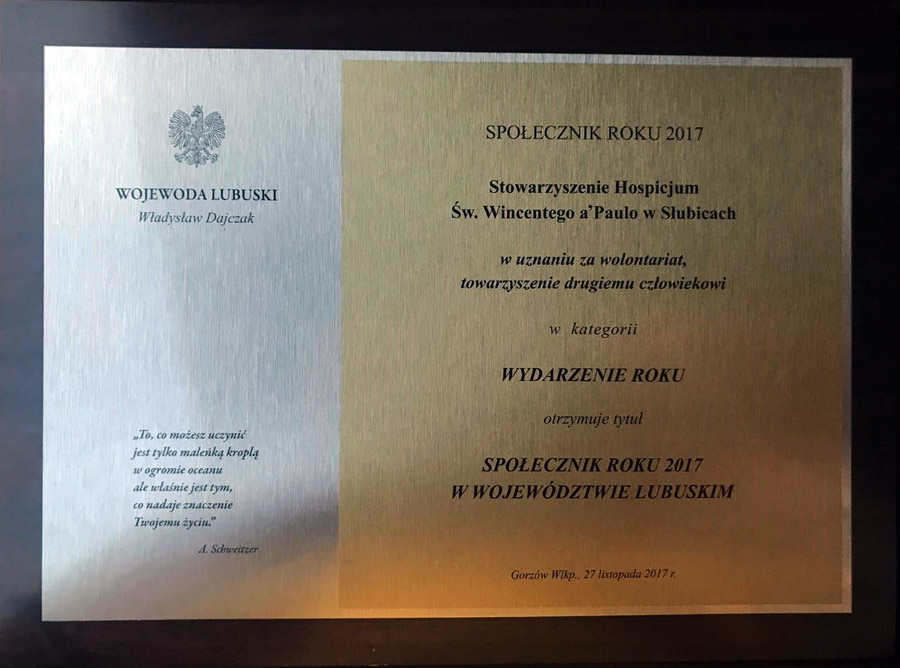 WOJEWODA LUBUSKI
Władysław Dajczak
„To, co możesz uczynić
jest tylko maleńką kroplą
w ogromie oceanu
ale właśnie jest tym,
co nadaje znaczenie
Twojemu życiu.”
A. Schweitzer
SPOŁECZNIK ROKU 2017
Stowarzyszenie Hospicjum
Św. Wincentego a’Paulo w Słubicach
w uznaniu za wolontariat,
towarzyszenie drugiemu człowiekowi
w kategorii
WYDARZENIE ROKU
otrzymuje tytuł
SPOŁECZNIK ROKU 2017
W WOJEWÓDZTWIE LUBUSKIM
Gorzów Wlkp., 27 listopada 2017 r.